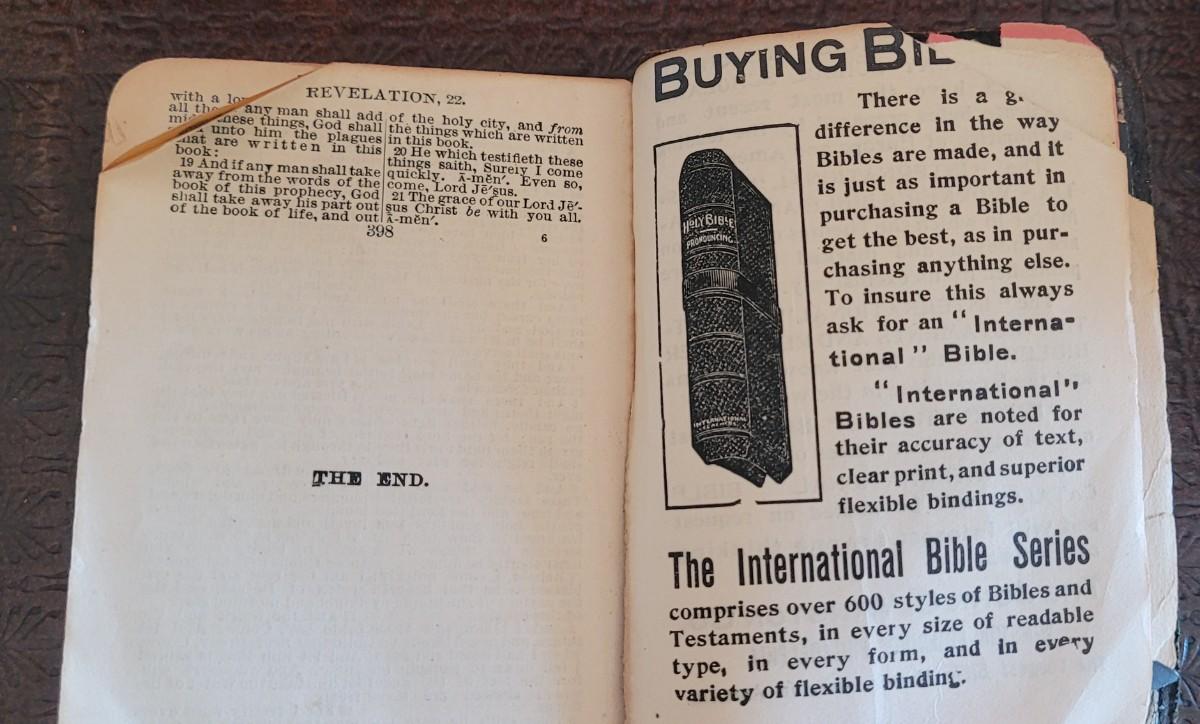 REVELATION, 22.
with a
any man shall add
these things, God shall
unto him the plagues
that are written in this
book:
19 And if any man shall take
away from the words of the
book of this prophecy, God
shall take away his part out
of the book of life, and out
of the holy city, and from
the things which are written
in this book.
20 He which testifieth these
things saith, Surely I come
quickly. Ā-mĕn′. Even so,
come, Lord Jē′sus.
21 The grace of our Lord Jē′-
sus Christ be with you all.
Ā-mĕn′.
398
6
THE END.
BUYING
There is a
difference in the way
Bibles are made, and it
is just as important in
purchasing a Bible to
get the best, as in pur-
chasing anything else.
To insure this always
ask for an “Interna-
tional” Bible.
“International”
Bibles are noted for
their accuracy of text,
clear print, and superior
flexible bindings.
HOLY BIBLE
PRONOUNCING
INTERNATIONAL
The International Bible Series
comprises over 600 styles of Bibles and
Testaments, in every size of readable
type, in every form, and in every
variety of flexible binding.